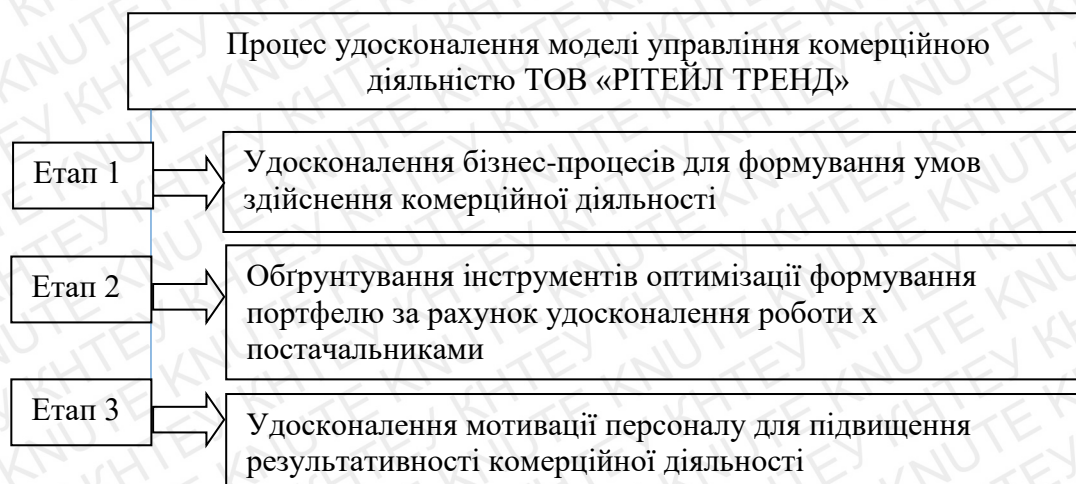 Процес удосконалення моделі управління комерційною
діяльністю ТОВ «РІТЕЙЛ ТРЕНД»
Етап 1
Удосконалення бізнес-процесів для формування умов
здійснення комерційної діяльності
Етап 2
Обґрунтування інструментів оптимізації формування
портфелю за рахунок удосконалення роботи х
постачальниками
Етап 3
Удосконалення мотивації персоналу для підвищення
результативності комерційної діяльності